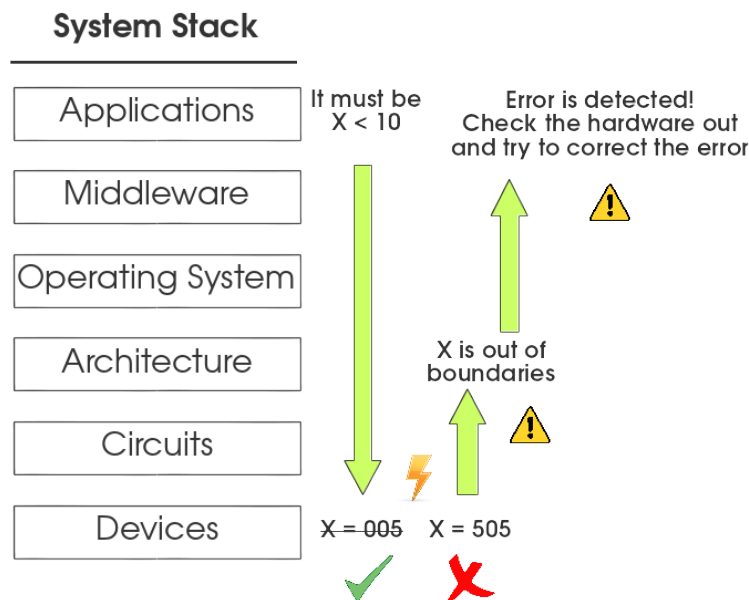 System Stack
Applications
It must be
X < 10
Error is detected!
Check the hardware out
and try to correct the error
Middleware
Operating System
Architecture
X is out of
boundaries
Circuits
Devices
X = 005
X = 505